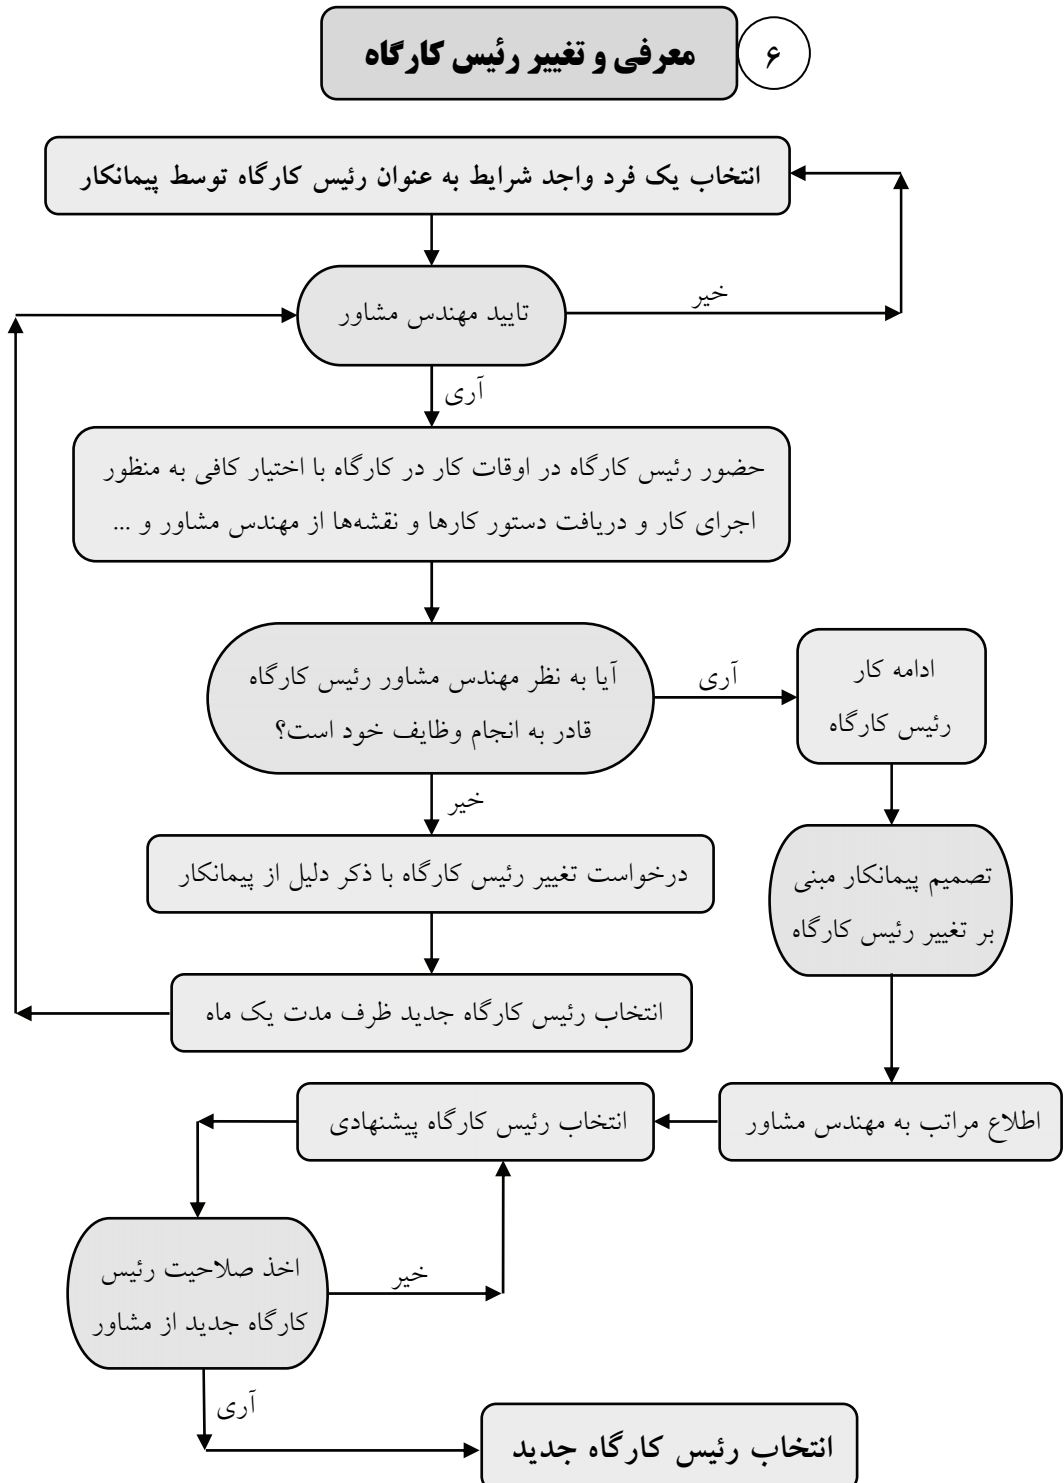 ۶
معرفی و تغییر رئیس کارگاه
انتخاب یک فرد واجد شرایط به عنوان رئیس کارگاه توسط پیمانکار
تایید مهندس مشاور
خیر
آری
حضور رئیس کارگاه در اوقات کار در کارگاه با اختیار کافی به منظور
اجرای کار و دریافت دستور کارها و نقشه‌ها از مهندس مشاور و ...
آیا به نظر مهندس مشاور رئیس کارگاه
قادر به انجام وظایف خود است؟
آری
ادامه کار
رئیس کارگاه
خیر
درخواست تغییر رئیس کارگاه با ذکر دلیل از پیمانکار
تصمیم پیمانکار مبنی
بر تغییر رئیس کارگاه
انتخاب رئیس کارگاه جدید ظرف مدت یک ماه
اطلاع مراتب به مهندس مشاور
انتخاب رئیس کارگاه پیشنهادی
اخذ صلاحیت رئیس
کارگاه جدید از مشاور
خیر
آری
انتخاب رئیس کارگاه جدید